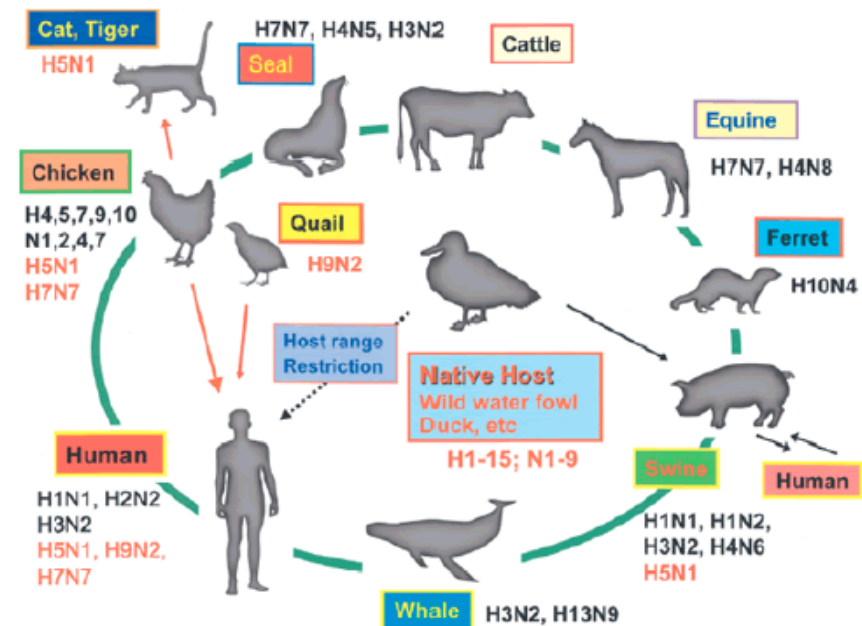 Cat, Tiger
H5N1
H7N7, H4N5, H3N2
Seal
Cattle
Equine
H7N7, H4N8
Chicken
H4,5,7,9,10
N1,2,4,7
H5N1
H7N7
Quail
H9N2
Ferret
H10N4
Host range
Restriction
Native Host
Wild water fowl
Duck, etc
H1-15; N1-9
Human
H1N1, H2N2
H3N2
H5N1, H9N2,
H7N7
Swine
Human
H1N1, H1N2,
H3N2, H4N6
H5N1
Whale
H3N2, H13N9